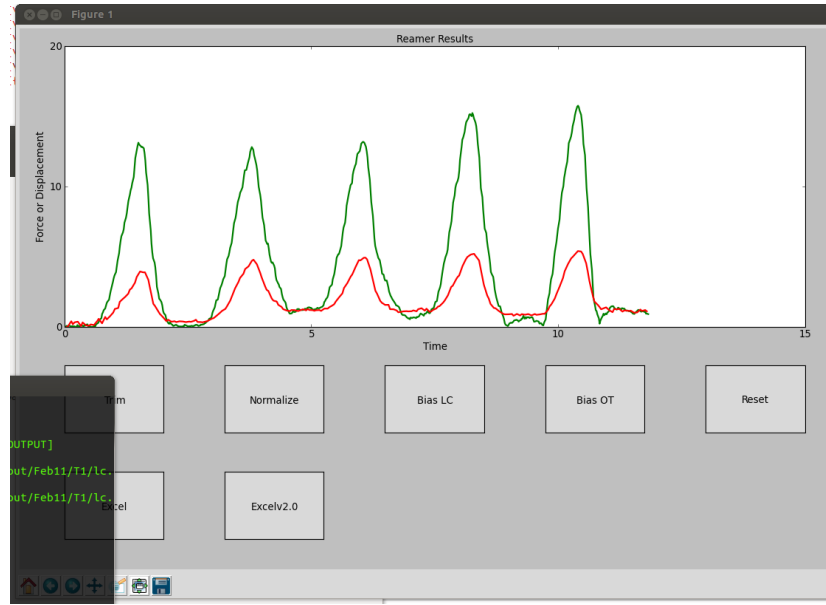 Figure 1
Reamer Results
20
10
0
Force or Displacement
0
5
10
15
Time
Trim
Normalize
Bias LC
Bias OT
Reset
OUTPUT]
out/Feb11/T1/lc.
out/Feb11/T1/lc.
Excel
Excelv2.0